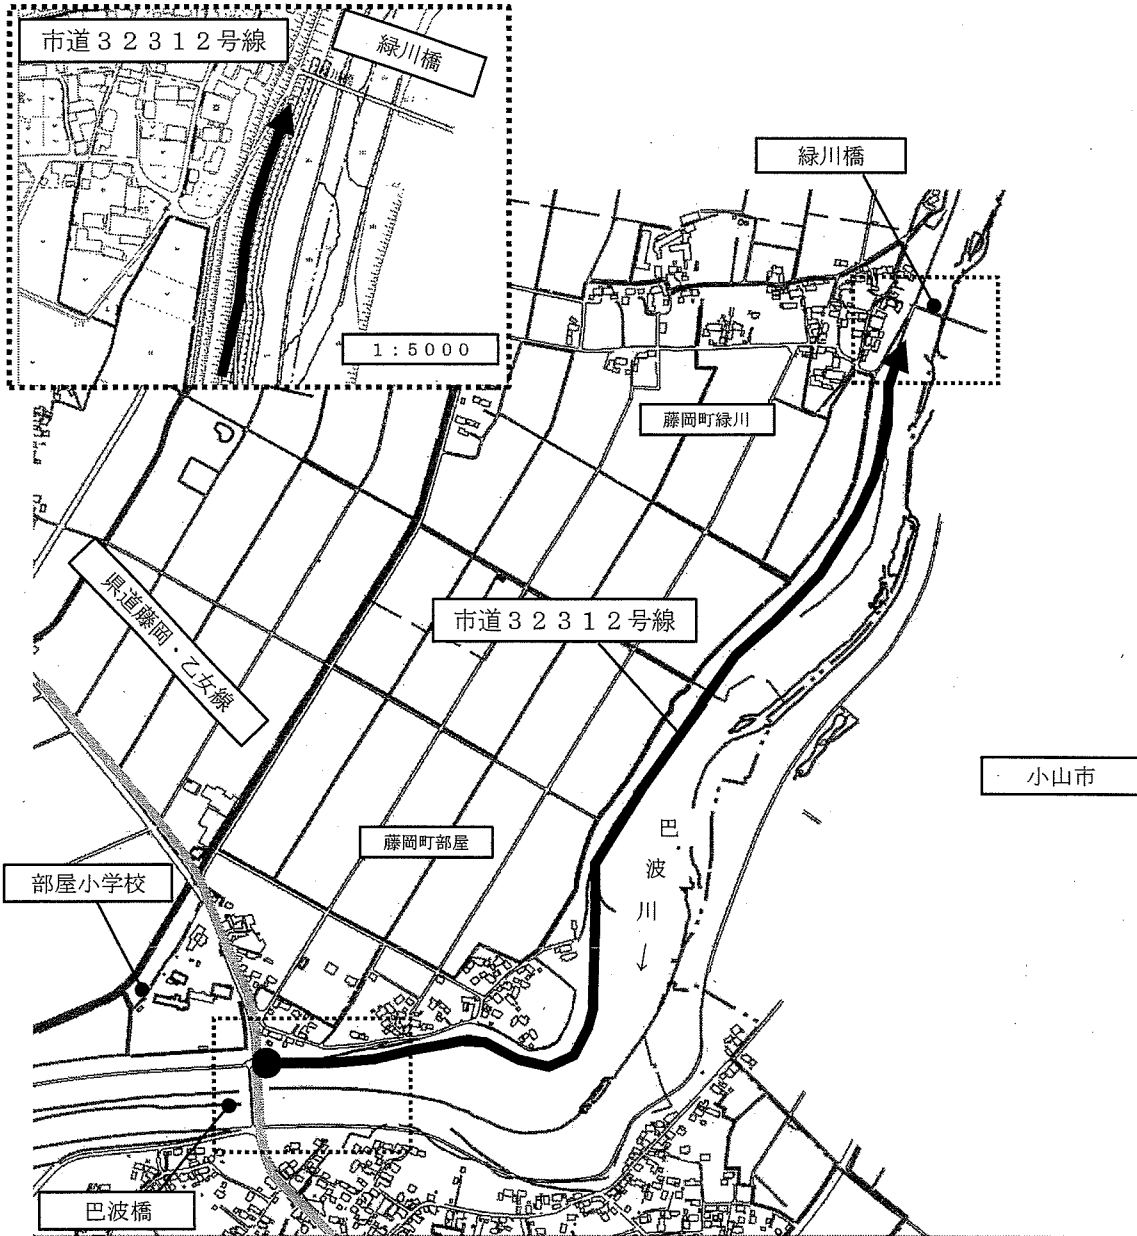 市道３２３１２号線
緑川橋
１：５０００
緑川橋
藤岡町緑川
県道藤岡・乙女線
市道３２３１２号線
小山市
藤岡町部屋
巴波川
部屋小学校
巴波橋